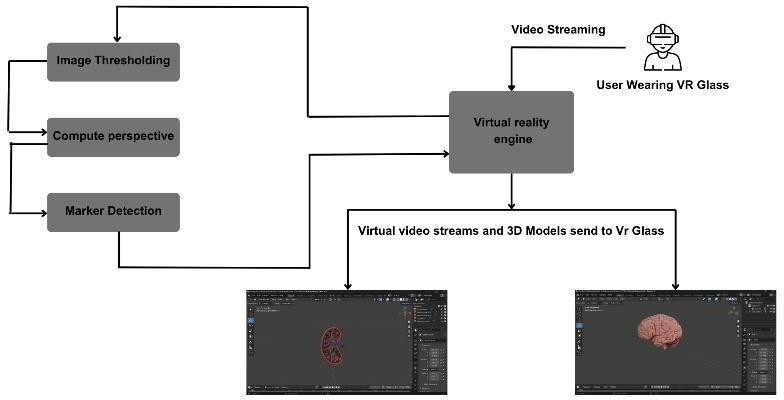 Video Streaming
Image Thresholding
User Wearing VR Glass
Virtual reality
engine
Compute perspective
Marker Detection
Virtual video streams and 3D Models send to Vr Glass